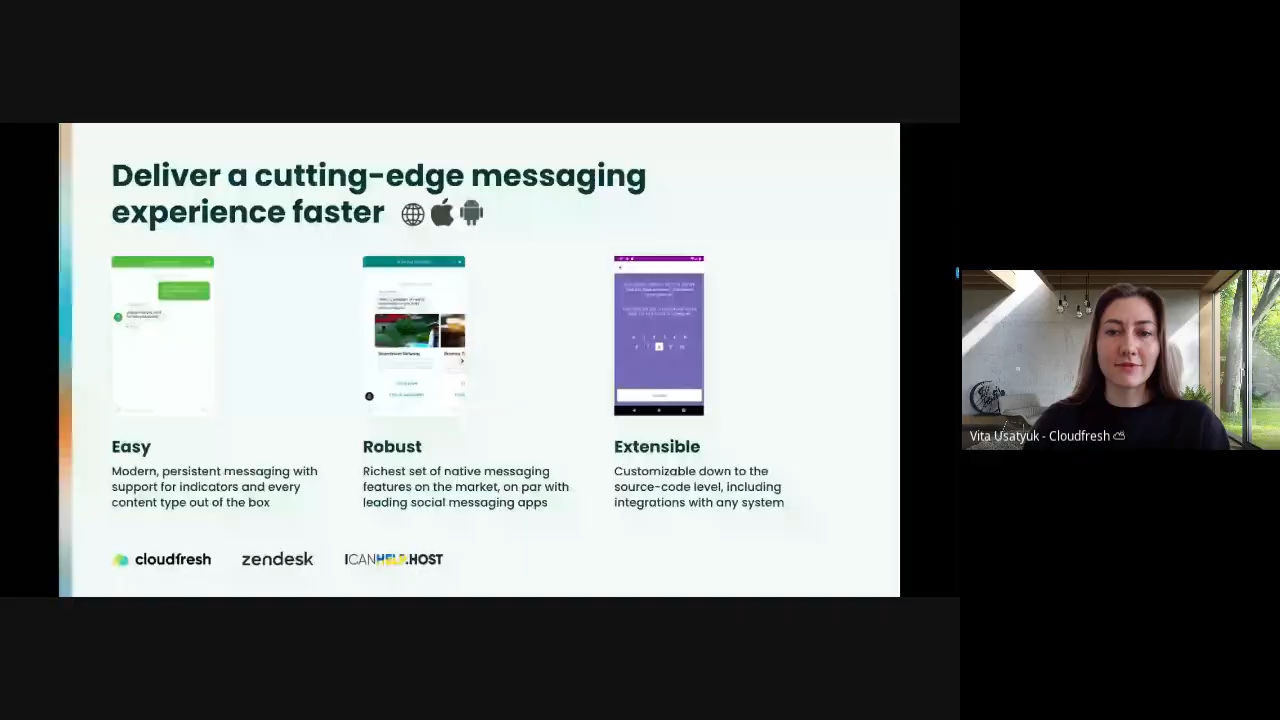 Deliver a cutting-edge messaging
experience faster
Easy
Modern, persistent messaging with
support for indicators and every
content type out of the box
Robust
Richest set of native messaging
features on the market, on par with
leading social messaging apps
Extensible
Customizable down to the
source-code level, including
integrations with any system
cloudfresh
zendesk
ICANHELP.HOST
Vita Usatyuk - Cloudfresh